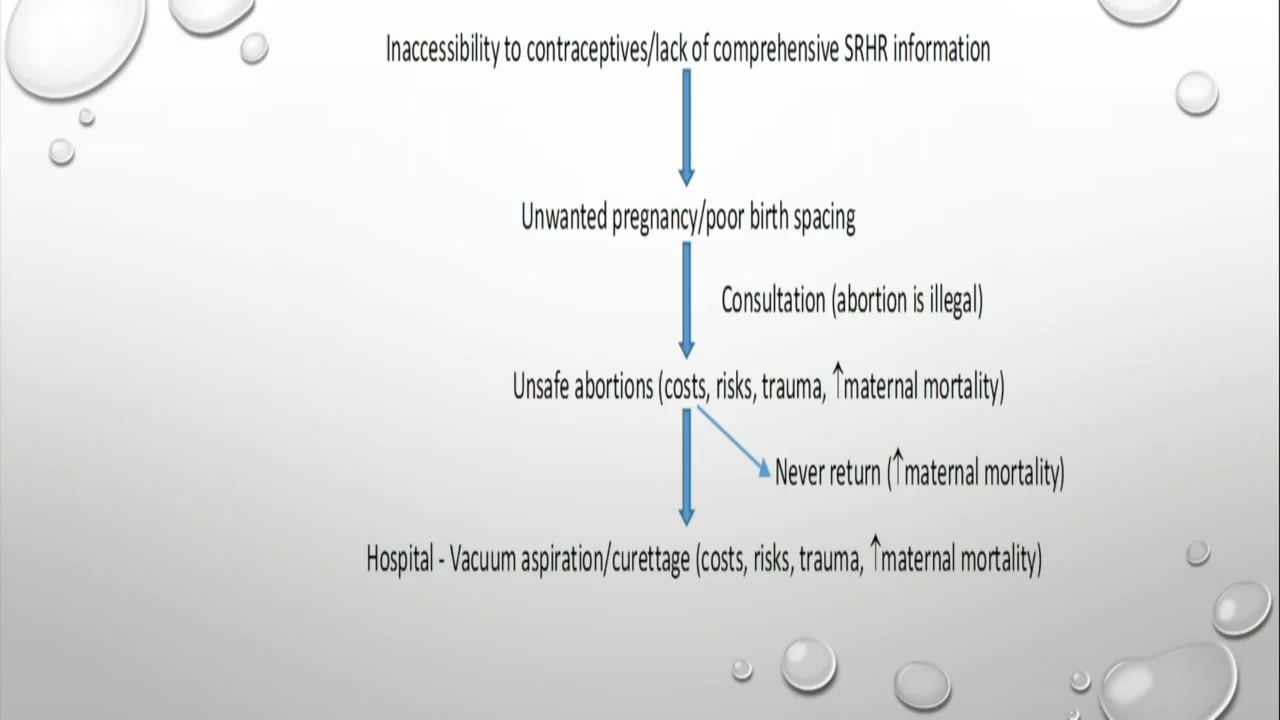 Inaccessibility to contraceptives/lack of comprehensive SRHR information
Unwanted pregnancy/poor birth spacing
Consultation (abortion is illegal)
Unsafe abortions (costs, risks, trauma, ↑maternal mortality)
Never return (↑maternal mortality)
Hospital - Vacuum aspiration/curettage (costs, risks, trauma, ↑maternal mortality)